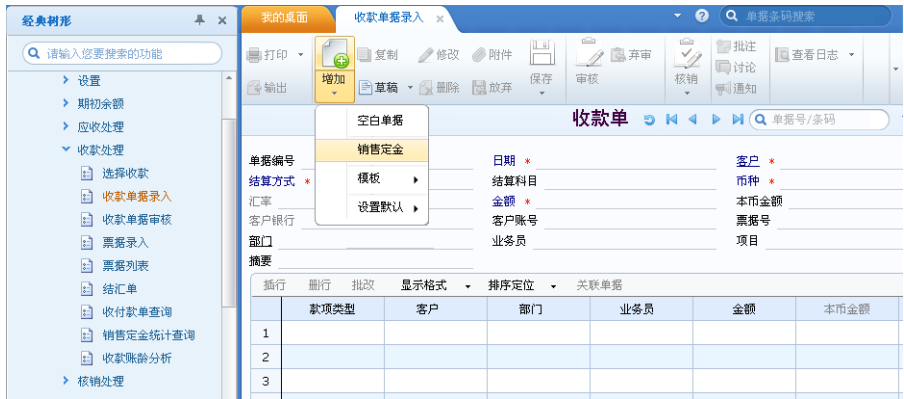 经典树形
我的桌面 收款单据录入 单据条码搜索
请输入您要搜索的功能
设置
期初余额
应收处理
收款处理
选择收款
收款单据录入
收款单据审核
票据录入
票据列表
结汇单
收付款单查询
销售定金统计查询
收款账龄分析
核销处理
打印 增加 复制 修改 附件 保存 审核 弃审 核销 批注 查看日志
讨论
输出 草稿 删除 放弃 通知
空白单据
销售定金
模板
设置默认
收款单 单据号/条码
单据编号 日期 * 客户 *
结算方式 * 结算科目 币种 *
汇率 金额 * 本币金额
客户银行 客户账号 票据号
部门 业务员 项目
摘要
插行 删行 批改 显示格式 排序定位 关联单据
款项类型 客户 部门 业务员 金额 本币金额
1
2
3